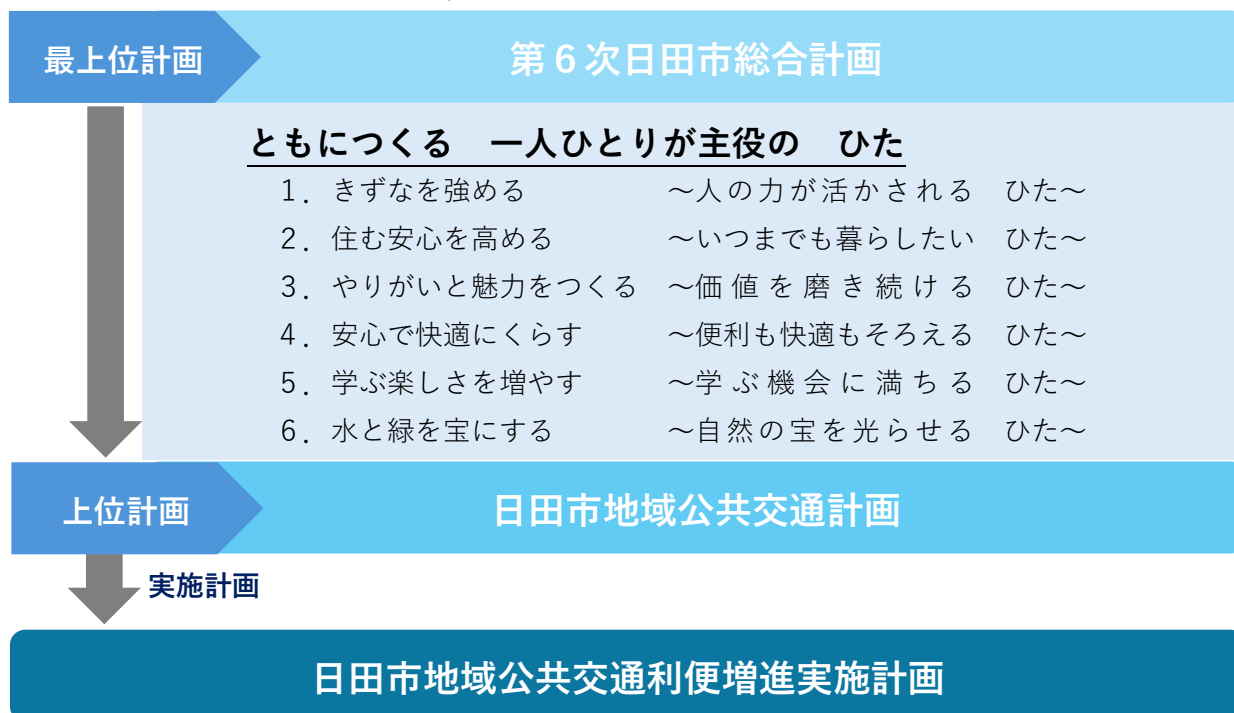 最上位計画
第6次日田市総合計画
ともにつくる　一人ひとりが主役の　ひた
1．きずなを強める　～人の力が活かされる　ひた～
2．住む安心を高める　～いつまでも暮らしたい　ひた～
3．やりがいと魅力をつくる　～価値を磨き続ける　ひた～
4．安心で快適にくらす　～便利も快適もそろえる　ひた～
5．学ぶ楽しさを増やす　～学ぶ機会に満ちる　ひた～
6．水と緑を宝にする　～自然の宝を光らせる　ひた～
上位計画
日田市地域公共交通計画
実施計画
日田市地域公共交通利便増進実施計画